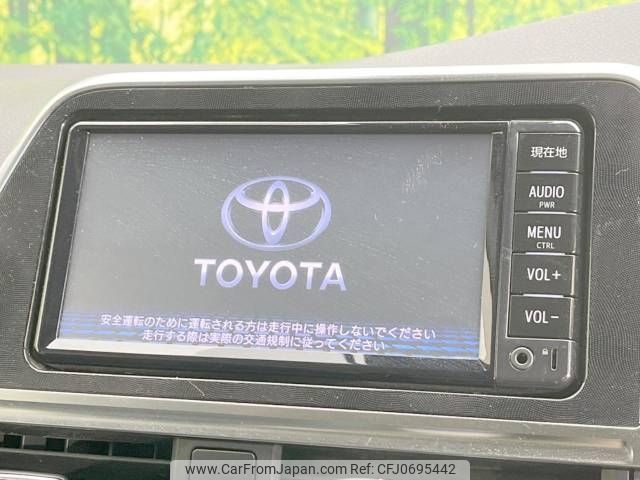 現在地
AUDIO
PWR
MENU
CTRL
VOL+
VOL-
TOYOTA
安全運転のために運転される方は走行中に操作しないでください
走行する際は実際の交通規制に従ってください
www.CarFromJapan.com | CFJ0695442